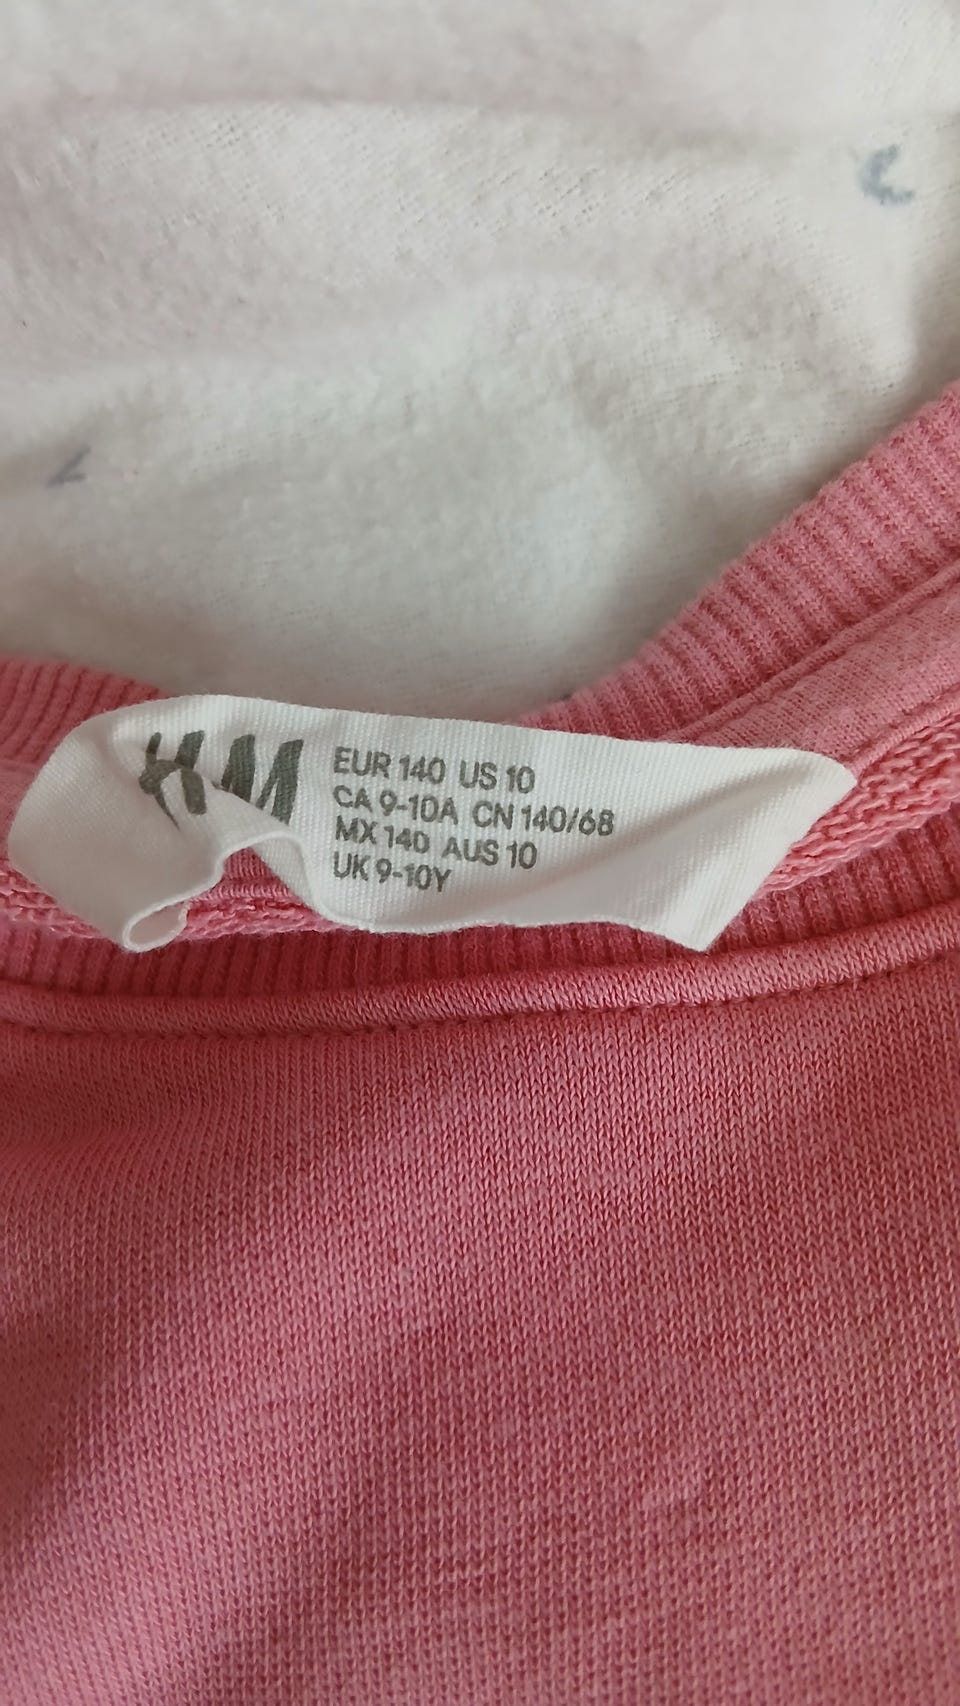 H&M
EUR 140 US 10
CA 9-10A CN 140/68
MX 140 AUS 10
UK 9-10Y